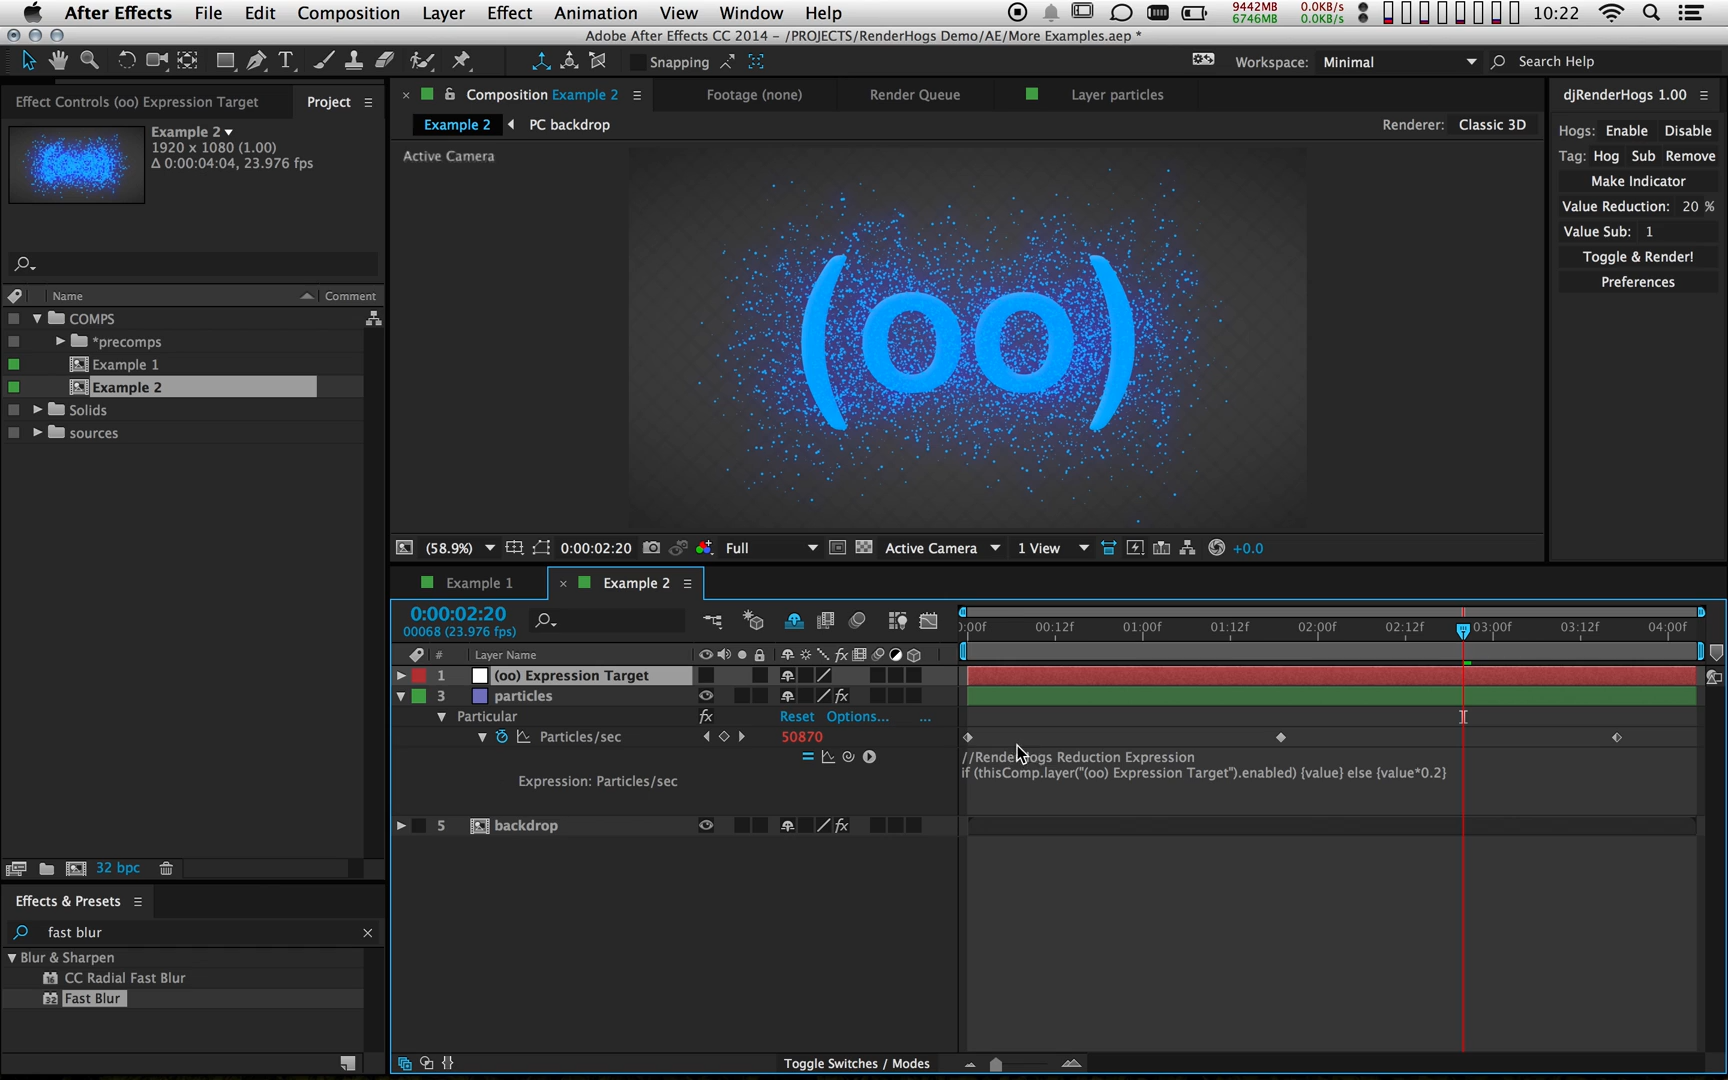 After Effects File Edit Composition Layer Effect Animation View Window Help 9442MB 6746MB 0.0KB/s 0.0KB/s 10:22
Adobe After Effects CC 2014 - /PROJECTS/RenderHogs Demo/AE/More Examples.aep *
Snapping Workspace: Minimal Search Help
Effect Controls (oo) Expression Target Project
Example 2
1920 x 1080 (1.00)
Δ 0:00:04:04, 23.976 fps
Name Comment
COMPS
*precomps
Example 1
Example 2
Solids
sources
32 bpc
Effects & Presets
fast blur
Blur & Sharpen
CC Radial Fast Blur
Fast Blur
Composition Example 2 Footage (none) Render Queue Layer particles
Example 2 PC backdrop Renderer: Classic 3D
Active Camera
(oo)
(58.9%) 0:00:02:20 Full Active Camera 1 View +0.0
djRenderHogs 1.00
Hogs: Enable Disable
Tag: Hog Sub Remove
Make Indicator
Value Reduction: 20 %
Value Sub: 1
Toggle & Render!
Preferences
Example 1 Example 2
0:00:02:20
00068 (23.976 fps)
00:00f 00:12f 01:00f 01:12f 02:00f 02:12f 03:00f 03:12f 04:00f
# Layer Name
1 (oo) Expression Target
3 particles
Particular Reset Options... ...
Particles/sec 50870
Expression: Particles/sec
//RenderHogs Reduction Expression
if (thisComp.layer("(oo) Expression Target").enabled) {value} else {value*0.2}
5 backdrop
Toggle Switches / Modes